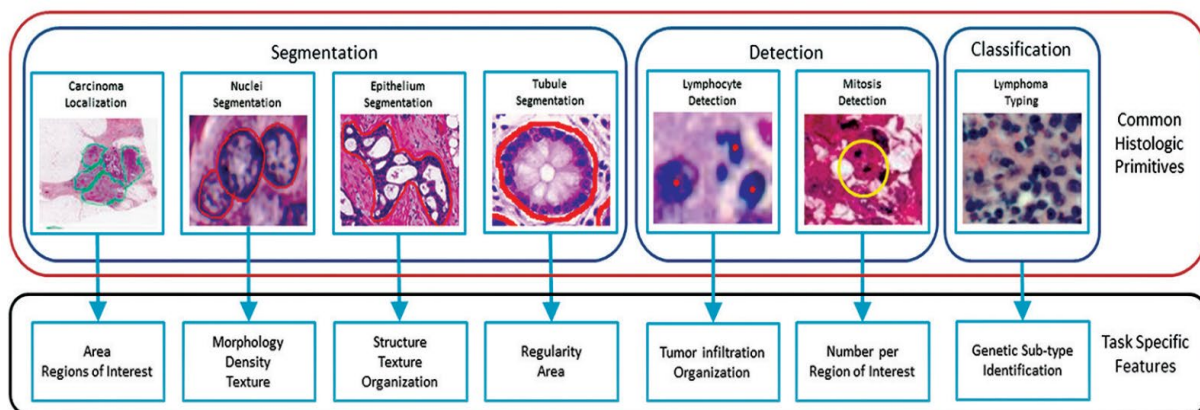 Segmentation
Detection
Classification
Carcinoma
Localization
Nuclei
Segmentation
Epithelium
Segmentation
Tubule
Segmentation
Lymphocyte
Detection
Mitosis
Detection
Lymphoma
Typing
Common
Histologic
Primitives
Area
Regions of Interest
Morphology
Density
Texture
Structure
Texture
Organization
Regularity
Area
Tumor infiltration
Organization
Number per
Region of Interest
Genetic Sub-type
Identification
Task Specific
Features